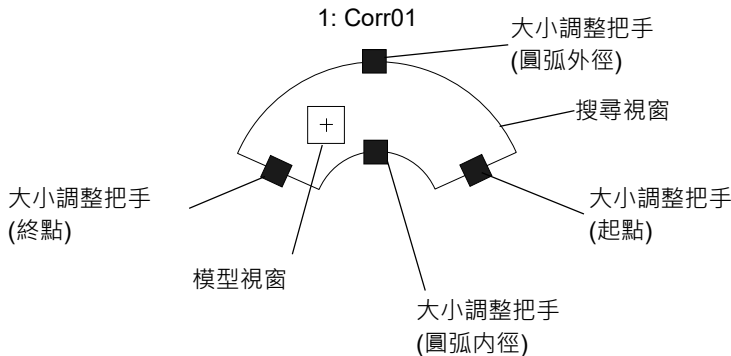 1: Corr01
大小調整把手
(圓弧外徑)
搜尋視窗
大小調整把手
(終點)
大小調整把手
(起點)
模型視窗
大小調整把手
(圓弧内徑)